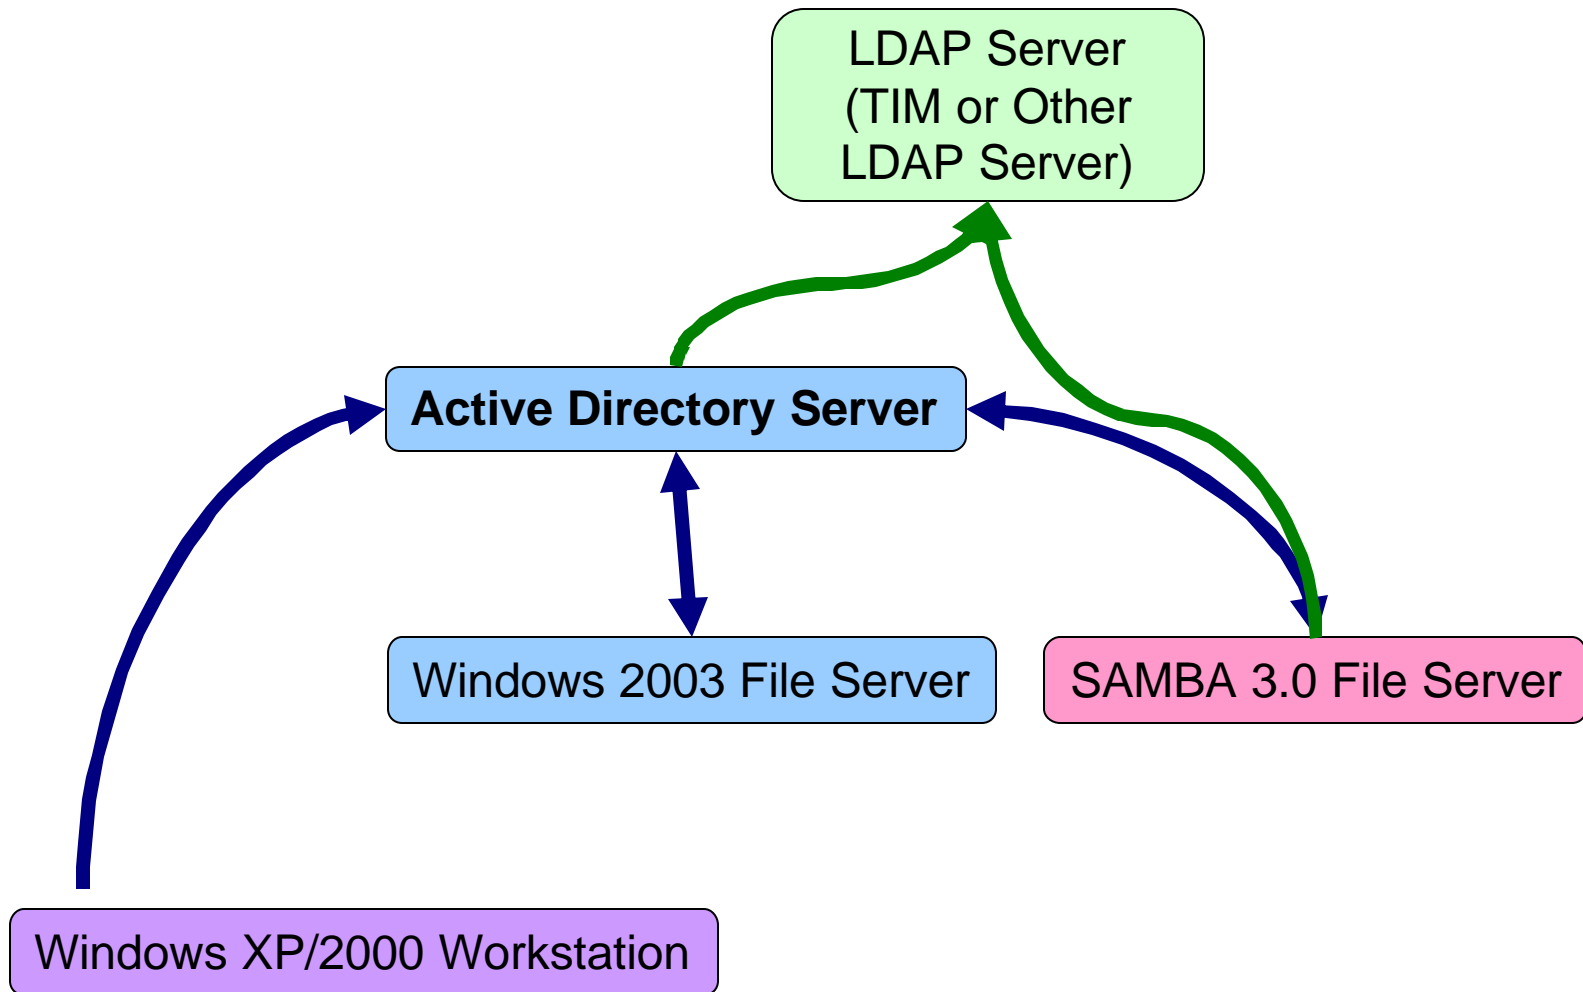 LDAP Server
(TIM or Other
LDAP Server)
Active Directory Server
Windows 2003 File Server
SAMBA 3.0 File Server
Windows XP/2000 Workstation